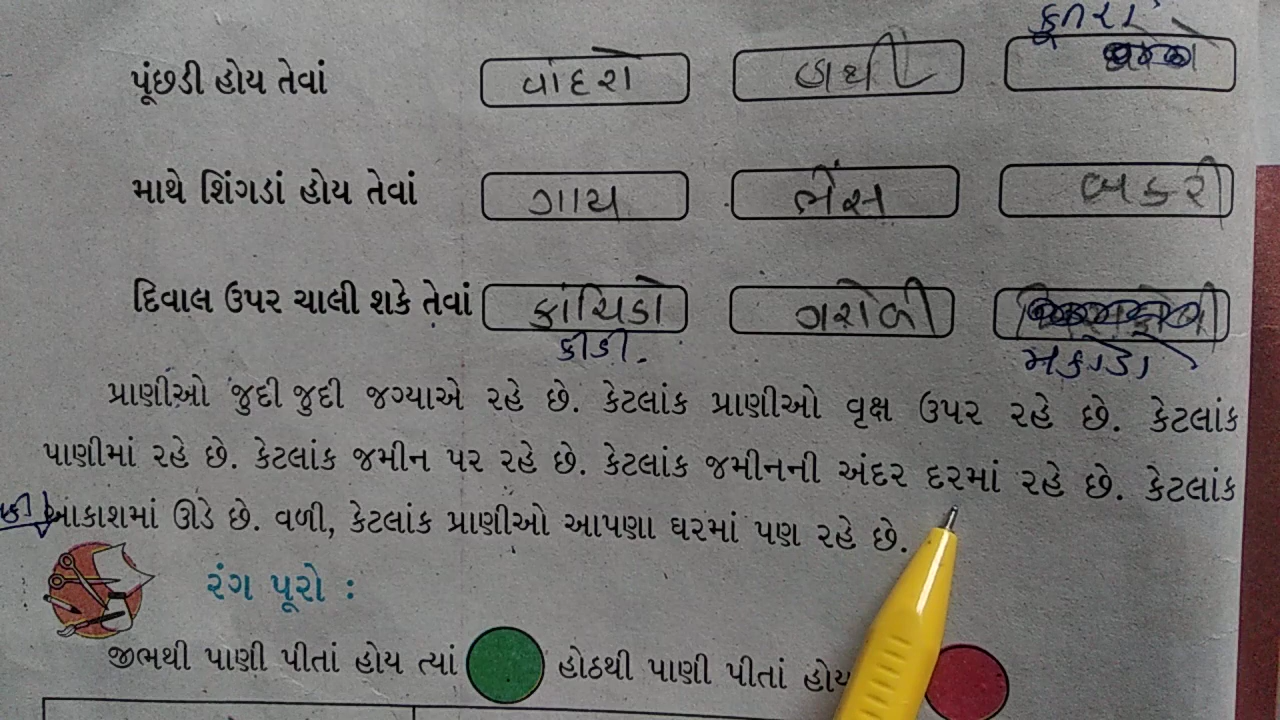 કૂતરો
પૂંછડી હોય તેવાં વાંદરો હાથી
માથે શિંગડાં હોય તેવાં ગાય ભેંસ બકરી
દિવાલ ઉપર ચાલી શકે તેવાં કાંચિડો ગરોળી
કીડી. મકોડો
પ્રાણીઓ જુદી જુદી જગ્યાએ રહે છે. કેટલાંક પ્રાણીઓ વૃક્ષ ઉપર રહે છે. કેટલાંક
પાણીમાં રહે છે. કેટલાંક જમીન પર રહે છે. કેટલાંક જમીનની અંદર દરમાં રહે છે. કેટલાંક
આકાશમાં ઊડે છે. વળી, કેટલાંક પ્રાણીઓ આપણા ઘરમાં પણ રહે છે.
રંગ પૂરો :
જીભથી પાણી પીતાં હોય ત્યાં હોઠથી પાણી પીતાં હોય